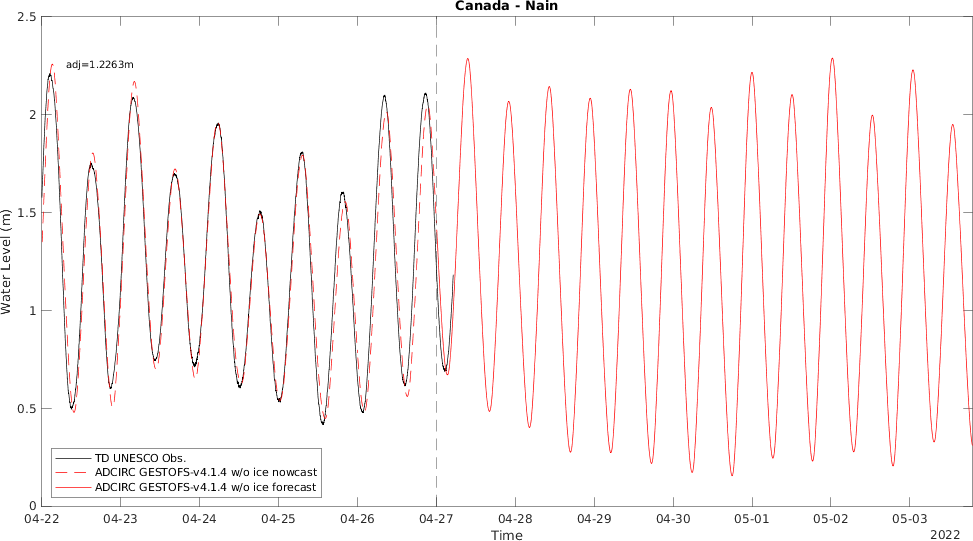 Canada - Nain
adj=1.2263m
2.5
2
1.5
1
0.5
0
Water Level (m)
TD UNESCO Obs.
ADCIRC GESTOFS-v4.1.4 w/o ice nowcast
ADCIRC GESTOFS-v4.1.4 w/o ice forecast
04-22 04-23 04-24 04-25 04-26 04-27 04-28 04-29 04-30 05-01 05-02 05-03
Time
2022